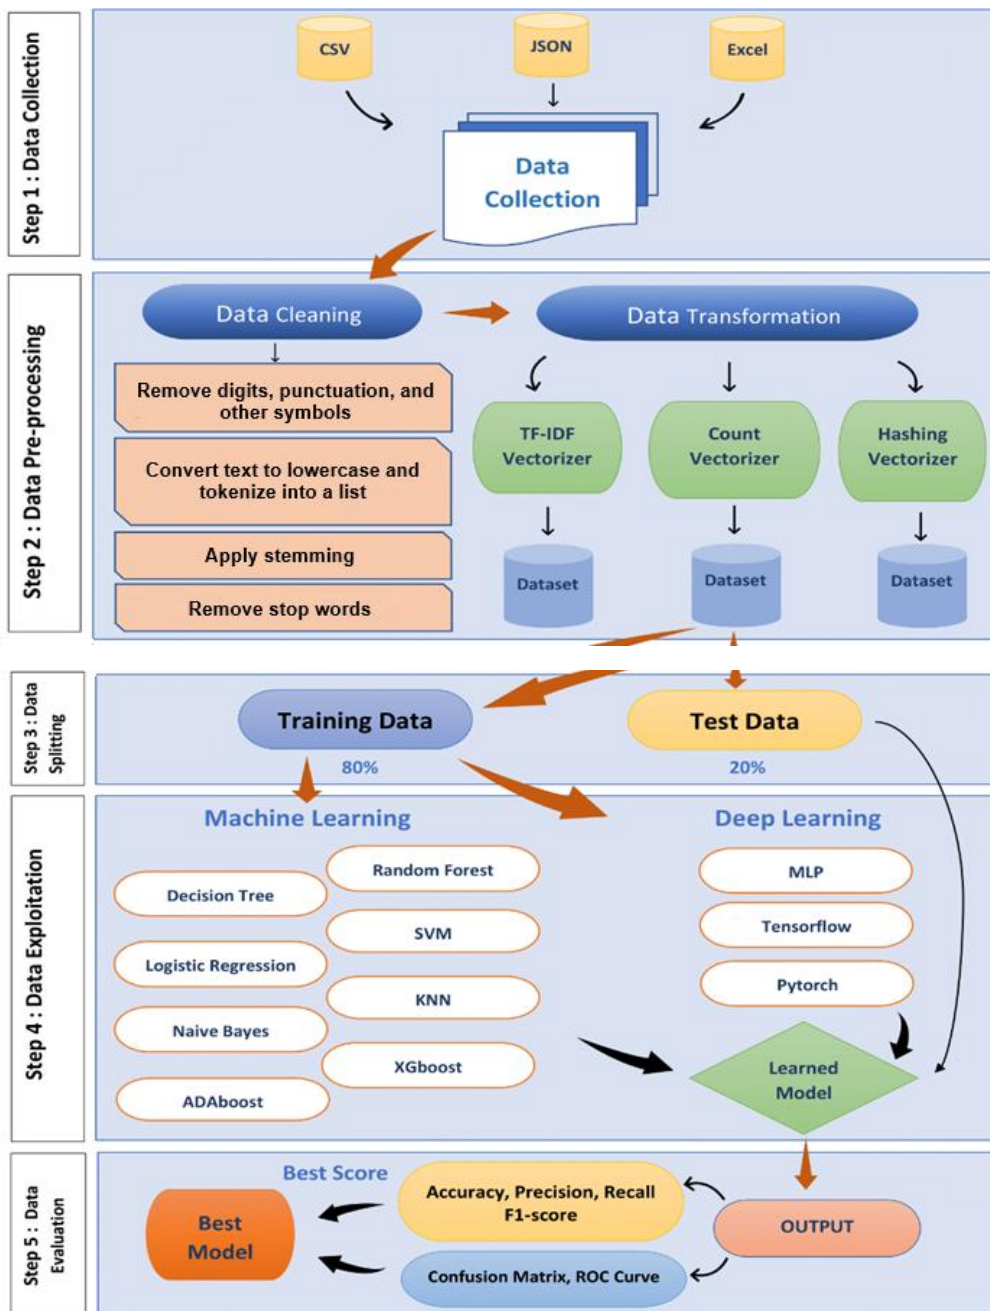 Step 1 : Data Collection
CSV
JSON
Excel
Data
Collection
Step 2 : Data Pre-processing
Data Cleaning
Data Transformation
Remove digits, punctuation, and
other symbols
Convert text to lowercase and
tokenize into a list
Apply stemming
Remove stop words
TF-IDF
Vectorizer
Count
Vectorizer
Hashing
Vectorizer
Dataset
Dataset
Dataset
Step 3 : Data
Splitting
Training Data
80%
Test Data
20%
Step 4 : Data Exploitation
Machine Learning
Decision Tree
Random Forest
Logistic Regression
SVM
Naive Bayes
KNN
ADAboost
XGboost
Deep Learning
MLP
Tensorflow
Pytorch
Learned
Model
Step 5 : Data
Evaluation
Best Score
Best
Model
Accuracy, Precision, Recall
F1-score
Confusion Matrix, ROC Curve
OUTPUT